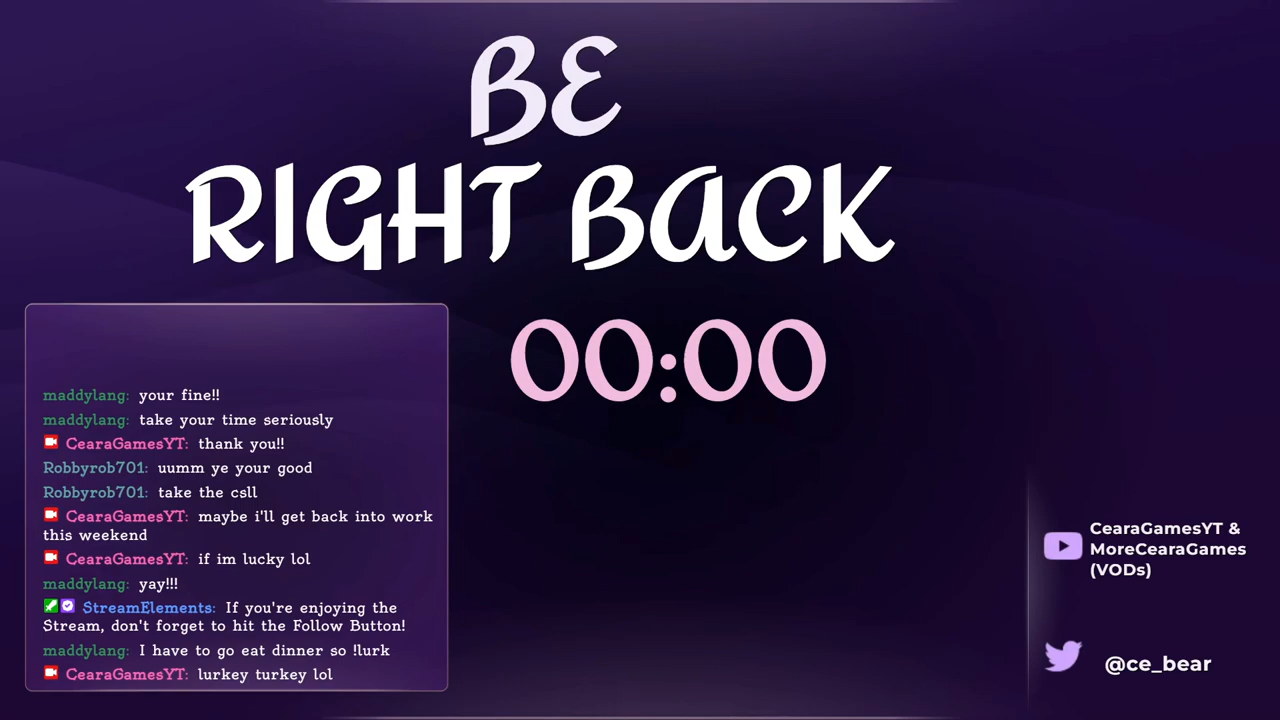 BE
RIGHT BACK
00:00
maddylang: your fine!!
maddylang: take your time seriously
CearaGamesYT: thank you!!
Robbyrob701: uumm ye your good
Robbyrob701: take the csll
CearaGamesYT: maybe i'll get back into work
this weekend
CearaGamesYT: if im lucky lol
maddylang: yay!!!
StreamElements: If you're enjoying the
Stream, don't forget to hit the Follow Button!
maddylang: I have to go eat dinner so !lurk
CearaGamesYT: lurkey turkey lol
CearaGamesYT &
MoreCearaGames
(VODs)
@ce_bear